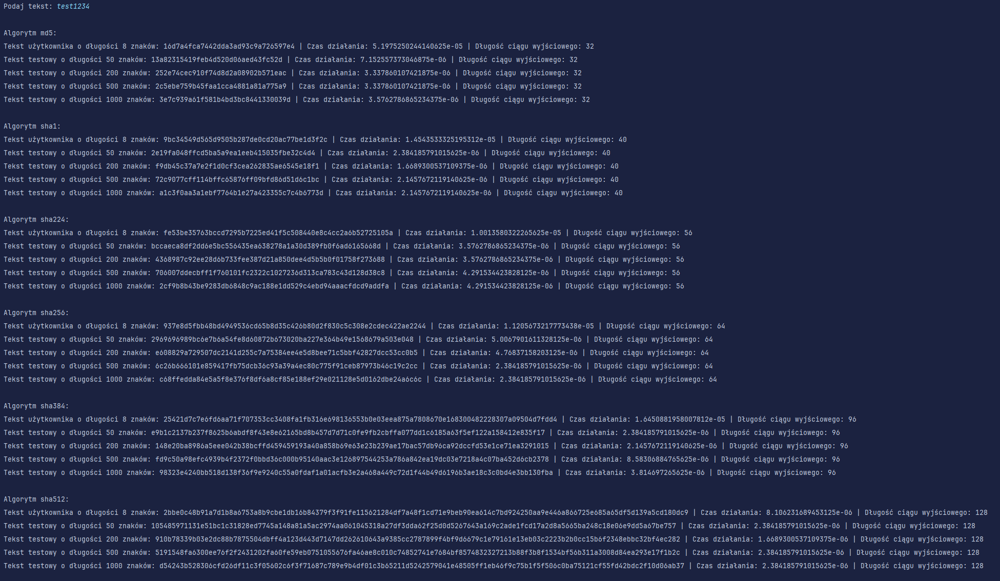 Podaj tekst: test1234
Algorytm md5:
Tekst użytkownika o długości 8 znaków: 16d7a4fca7442dda3ad93c9a726597e4 | Czas działania: 5.1975250244140625e-05 | Długość ciągu wyjściowego: 32
Tekst testowy o długości 50 znaków: 13a82315419feb4d520d06aed43fc52d | Czas działania: 7.152557373046875e-06 | Długość ciągu wyjściowego: 32
Tekst testowy o długości 200 znaków: 252e74cec910f74d8d2a08902b571eac | Czas działania: 3.337860107421875e-06 | Długość ciągu wyjściowego: 32
Tekst testowy o długości 500 znaków: 2c5ebe759b45faa1cca4881a81a775a9 | Czas działania: 3.337860107421875e-06 | Długość ciągu wyjściowego: 32
Tekst testowy o długości 1000 znaków: 3e7c939a61f581b4bd3bc8441330039d | Czas działania: 3.5762786865234375e-06 | Długość ciągu wyjściowego: 32
Algorytm sha1:
Tekst użytkownika o długości 8 znaków: 9bc34549d565d9505b287de0cd20ac77be1d3f2c | Czas działania: 1.4543533325195312e-05 | Długość ciągu wyjściowego: 40
Tekst testowy o długości 50 znaków: 2e19fa048ffcd5ba5a9ea1eeb415035fbe32c4d4 | Czas działania: 2.384185791015625e-06 | Długość ciągu wyjściowego: 40
Tekst testowy o długości 200 znaków: f9db45c37a7e2f1d0cf3cea262835ae6545e18f1 | Czas działania: 1.6689300537109375e-06 | Długość ciągu wyjściowego: 40
Tekst testowy o długości 500 znaków: 72c9077cff114bffc65876ff09bfd86d51d6c1bc | Czas działania: 2.1457672119140625e-06 | Długość ciągu wyjściowego: 40
Tekst testowy o długości 1000 znaków: a1c3f0aa3a1ebf7764b1e27a423355c7c4b6773d | Czas działania: 2.1457672119140625e-06 | Długość ciągu wyjściowego: 40
Algorytm sha224:
Tekst użytkownika o długości 8 znaków: fe53be35763bccd7295b7225ed41f5c508440e8c4cc2a6b52725105a | Czas działania: 1.0013580322265625e-05 | Długość ciągu wyjściowego: 56
Tekst testowy o długości 50 znaków: bccaeca8df2dd6e5bc556435ea638278a1a30d389fb0f6ad6165668d | Czas działania: 3.5762786865234375e-06 | Długość ciągu wyjściowego: 56
Tekst testowy o długości 200 znaków: 4368987c92ee28d6b733fee387d21a850dee4d5b5b0f01758f273688 | Czas działania: 3.5762786865234375e-06 | Długość ciągu wyjściowego: 56
Tekst testowy o długości 500 znaków: 706007ddecbff1f760101fc2322c1027236d313ca783c43d128d38c8 | Czas działania: 4.291534423828125e-06 | Długość ciągu wyjściowego: 56
Tekst testowy o długości 1000 znaków: 2cf9b8b43be9283db6848c9ac188e1dd529c4ebd94aaacfdcd9addfa | Czas działania: 4.291534423828125e-06 | Długość ciągu wyjściowego: 56
Algorytm sha256:
Tekst użytkownika o długości 8 znaków: 937e8d5fbb48bd4949536cd65b8d35c426b80d2f830c5c308e2cdec422ae2244 | Czas działania: 1.1205673217773438e-05 | Długość ciągu wyjściowego: 64
Tekst testowy o długości 50 znaków: 2969696989bc6e7b6a54fe8d60872b673020ba227e364b49e1568679a503e048 | Czas działania: 5.0067901611328125e-06 | Długość ciągu wyjściowego: 64
Tekst testowy o długości 200 znaków: e608829a729507dc2141d255c7a75384ee4e5d8bee71c5bbf42827dcc53cc0b5 | Czas działania: 4.76837158203125e-06 | Długość ciągu wyjściowego: 64
Tekst testowy o długości 500 znaków: 6c26b666101e859417fb75dcb36c93a39a4ec80c775f91ceb87973b46c19c2cc | Czas działania: 2.384185791015625e-06 | Długość ciągu wyjściowego: 64
Tekst testowy o długości 1000 znaków: c68ffedda84e5a5f8e376f8df6a8cf85e188ef29e021128e5d0162dbe24a6c6c | Czas działania: 2.384185791015625e-06 | Długość ciągu wyjściowego: 64
Algorytm sha384:
Tekst użytkownika o długości 8 znaków: 25421d7c7e6fd6aa71f707353cc3408fa1fb316e698136553b0e03eea875a7808670e168300482228307a09504d7fdd4 | Czas działania: 1.6450881958007812e-05 | Długość ciągu wyjściowego: 96
Tekst testowy o długości 50 znaków: e9b1c2137b237f8625b6abdf8f43e8e62165bd8b457d7d71c0fe9fb2cbffa077dd1c6185a63f5ef122a158412e835f17 | Czas działania: 2.384185791015625e-06 | Długość ciągu wyjściowego: 96
Tekst testowy o długości 200 znaków: 148e20ba8986a5eee042b38bcffd459459193a40a858b69e63e23b239ae17bac57db96ca92dccfd53e1ce71ea3291015 | Czas działania: 2.1457672119140625e-06 | Długość ciągu wyjściowego: 96
Tekst testowy o długości 500 znaków: fd9c50a98efc4939b4f2372f0bbd36c000b95140aac3e126897544253a786a842ea19dc03e7218a4c07ba452d6cb2378 | Czas działania: 8.58306884765625e-06 | Długość ciągu wyjściowego: 96
Tekst testowy o długości 1000 znaków: 98323e4240bb518d138f36f9e9240c55a0fdaf1a01acfb3e2a468a449c72d1f44b49d6196b3ae18c3c0bd4e3bb130fba | Czas działania: 3.814697265625e-06 | Długość ciągu wyjściowego: 96
Algorytm sha512:
Tekst użytkownika o długości 8 znaków: 2bbe0c48b91a7d1b8a6753a8b9cbe1db16b84379f3f91fe115621284df7a48f1cd71e9beb90ea614c7bd924250aa9e446a866725e685a65df5d139a5cd180dc9 | Czas działania: 8.106231689453125e-06 | Długość ciągu wyjściowego: 128
Tekst testowy o długości 50 znaków: 105485971131e51bc1c31828ed7745a148a81a5ac2974aa061045318a27df3dda62f25d0d5267643a169c2ade1fcd17a2d8a5665ba248c18e06e9dd5a67be757 | Czas działania: 2.384185791015625e-06 | Długość ciągu wyjściowego: 128
Tekst testowy o długości 200 znaków: 910b78339b03e2dc88b7875504dbff4a123d443d7147dd262610643a9385cc2787899f4bf9d6679c1e79161e13eb03c2223b2b0cc15b6f2348ebbc32bf4ec282 | Czas działania: 1.6689300537109375e-06 | Długość ciągu wyjściowego: 128
Tekst testowy o długości 500 znaków: 5191548fa6300ee76f2f2431202fa60fe59eb0751055676fa46ae8c010c74852741e7684bf8574832327213b88f3b8f1534bf56b311a3008d84ea293e17f1b2c | Czas działania: 2.384185791015625e-06 | Długość ciągu wyjściowego: 128
Tekst testowy o długości 1000 znaków: d54243b528306cfd26df11c3f05602c6f3f71687c789e9b4df01c3b65211d5242579041e48505ff1eb46f9c75b1f5f506c0ba75121cf55fd42bdc2f10d06ab37 | Czas działania: 2.384185791015625e-06 | Długość ciągu wyjściowego: 128